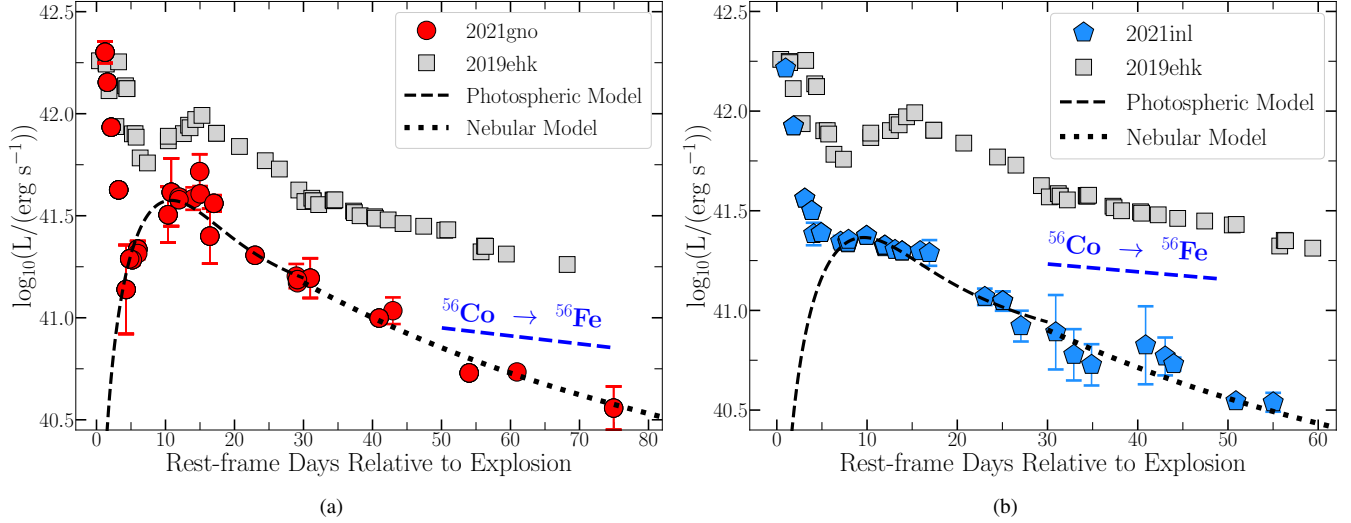 2021gno
2019ehk
Photospheric Model
Nebular Model
⁵⁶Co → ⁵⁶Fe
42.5
42.0
41.5
41.0
40.5
log₁₀(L/(erg s⁻¹))
0 10 20 30 40 50 60 70 80
Rest-frame Days Relative to Explosion
(a)
2021inl
2019ehk
Photospheric Model
Nebular Model
⁵⁶Co → ⁵⁶Fe
42.5
42.0
41.5
41.0
40.5
log₁₀(L/(erg s⁻¹))
0 10 20 30 40 50 60
Rest-frame Days Relative to Explosion
(b)